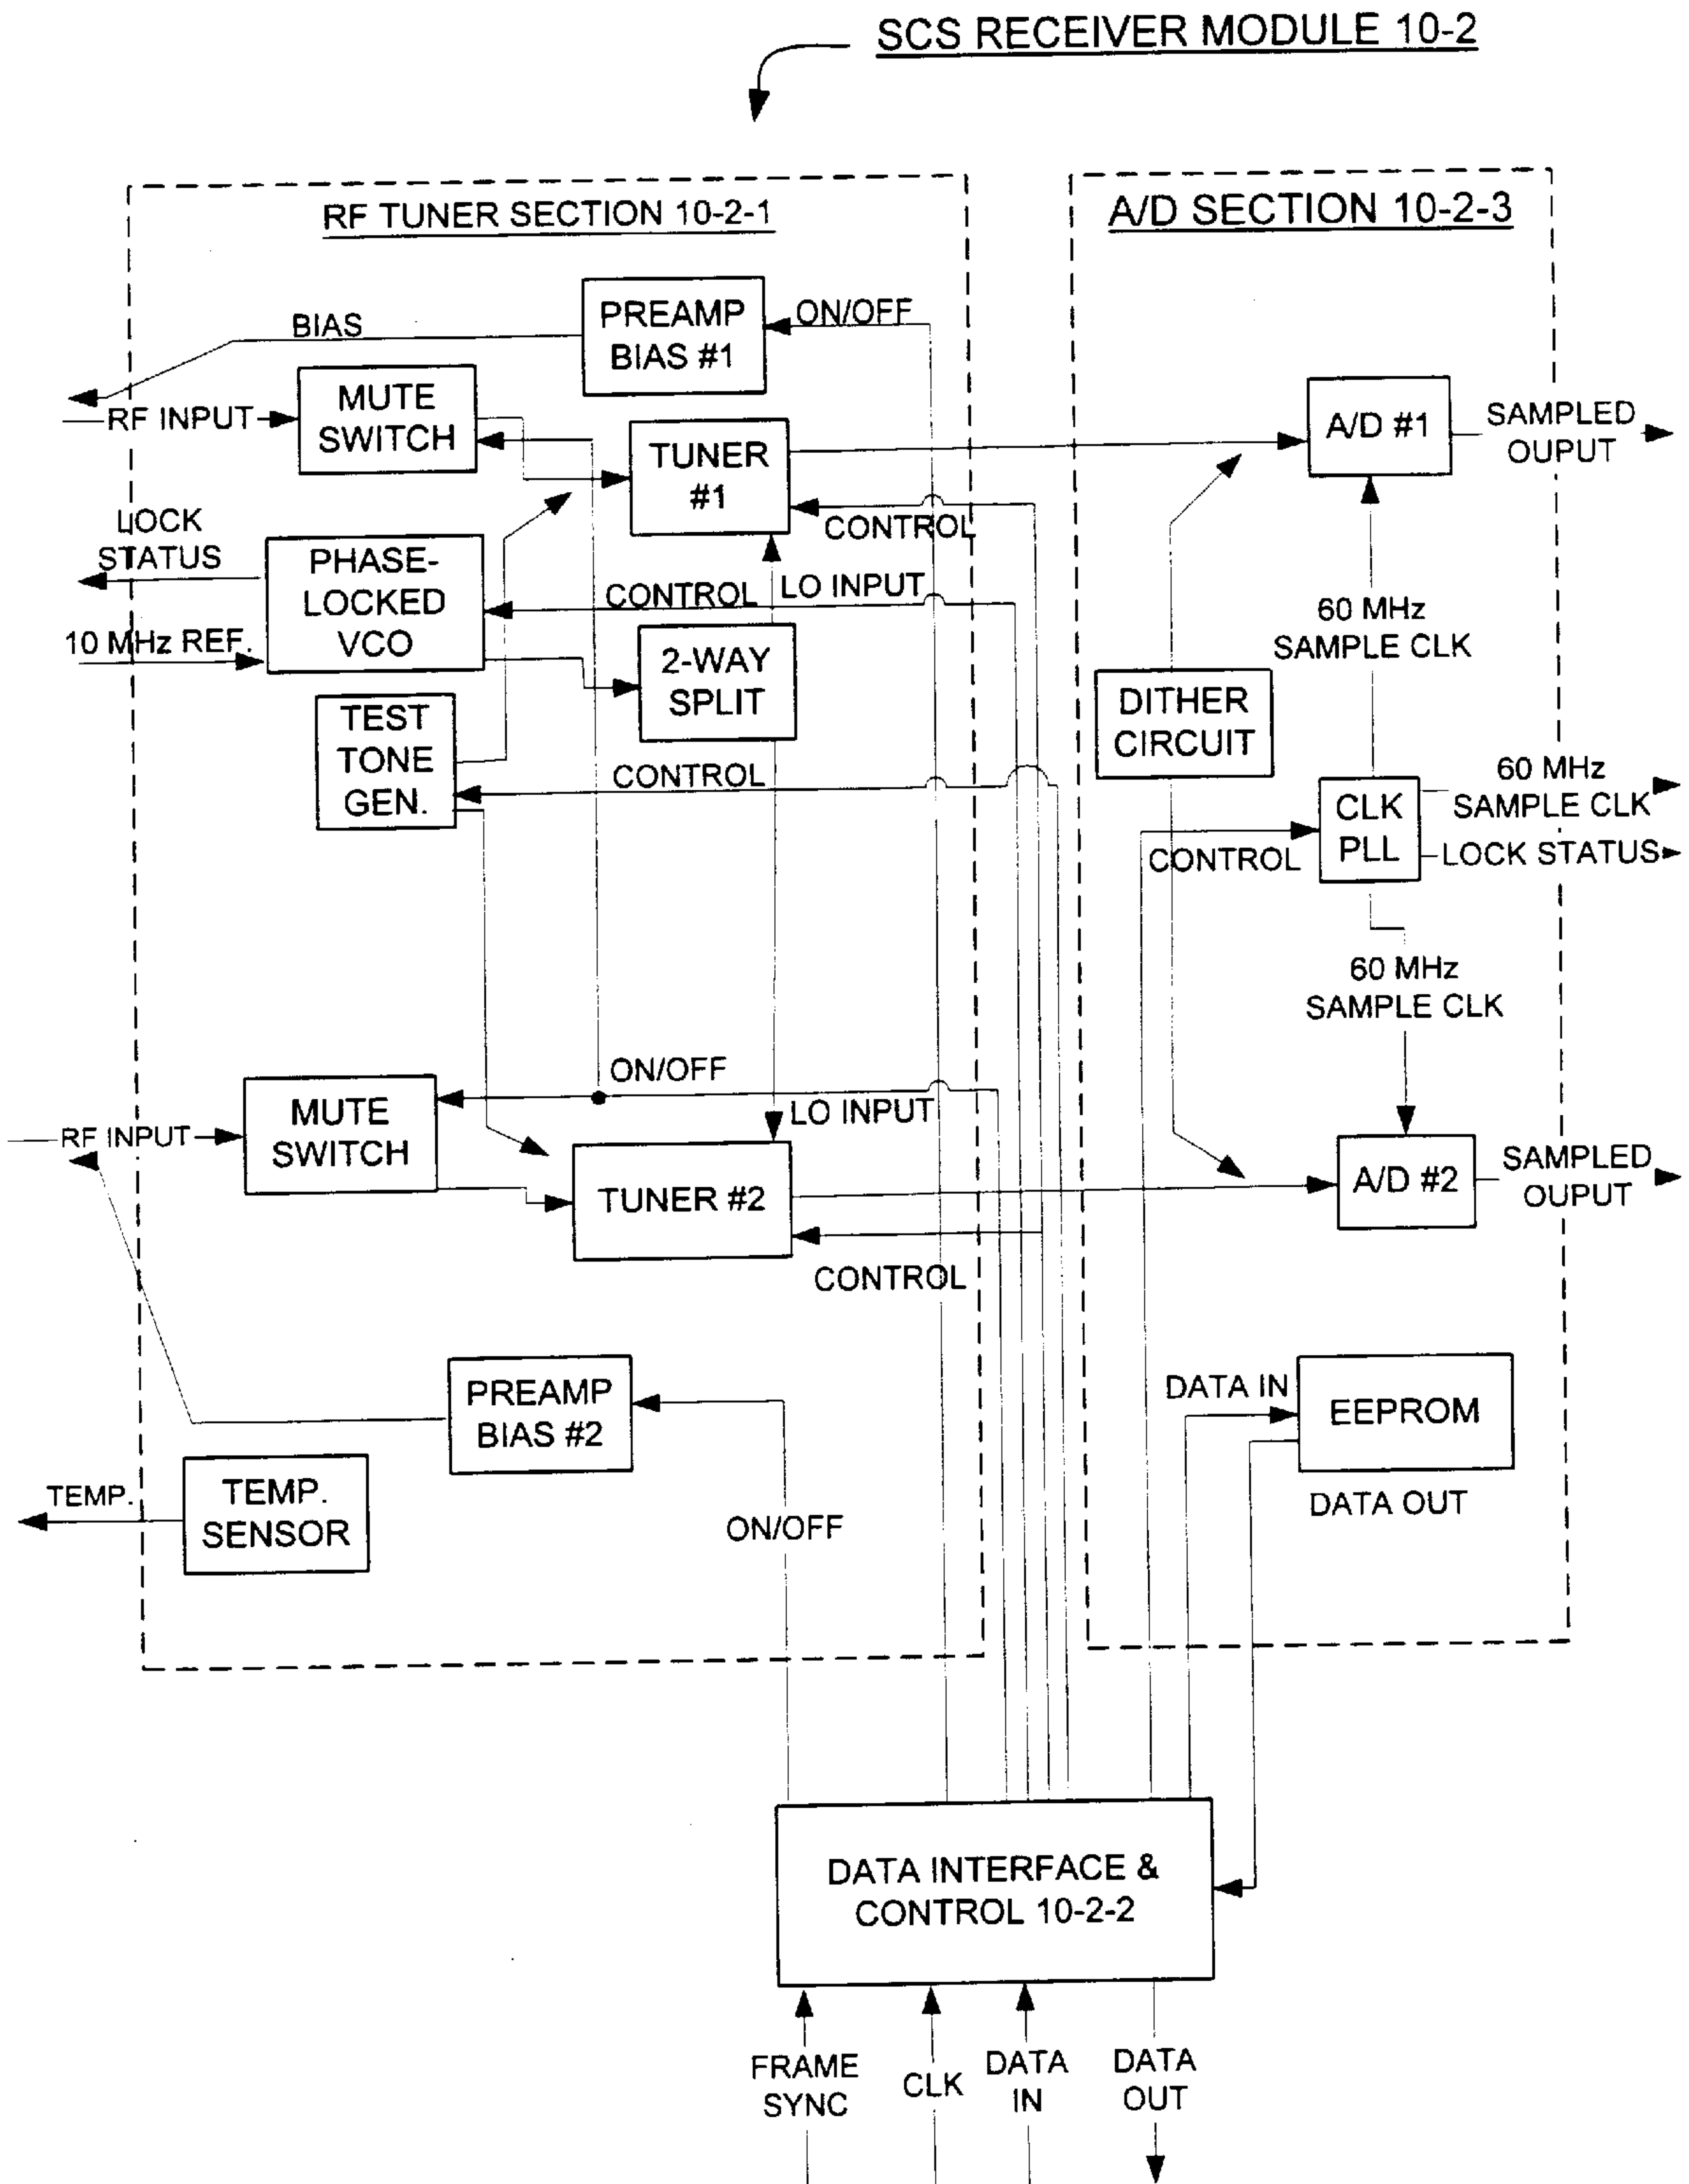 SCS RECEIVER MODULE 10-2
RF TUNER SECTION 10-2-1
A/D SECTION 10-2-3
BIAS
PREAMP
BIAS #1
ON/OFF
RF INPUT
MUTE
SWITCH
TUNER
#1
CONTROL
A/D #1
SAMPLED
OUPUT
LOCK
STATUS
10 MHz REF.
PHASE-
LOCKED
VCO
CONTROL
LO INPUT
2-WAY
SPLIT
60 MHz
SAMPLE CLK
DITHER
CIRCUIT
TEST
TONE
GEN.
CONTROL
CONTROL
CLK
PLL
60 MHz
SAMPLE CLK
LOCK STATUS
60 MHz
SAMPLE CLK
ON/OFF
LO INPUT
RF INPUT
MUTE
SWITCH
TUNER #2
CONTROL
A/D #2
SAMPLED
OUPUT
PREAMP
BIAS #2
DATA IN
EEPROM
DATA OUT
TEMP.
TEMP.
SENSOR
ON/OFF
DATA INTERFACE &
CONTROL 10-2-2
FRAME
SYNC
CLK
DATA
IN
DATA
OUT